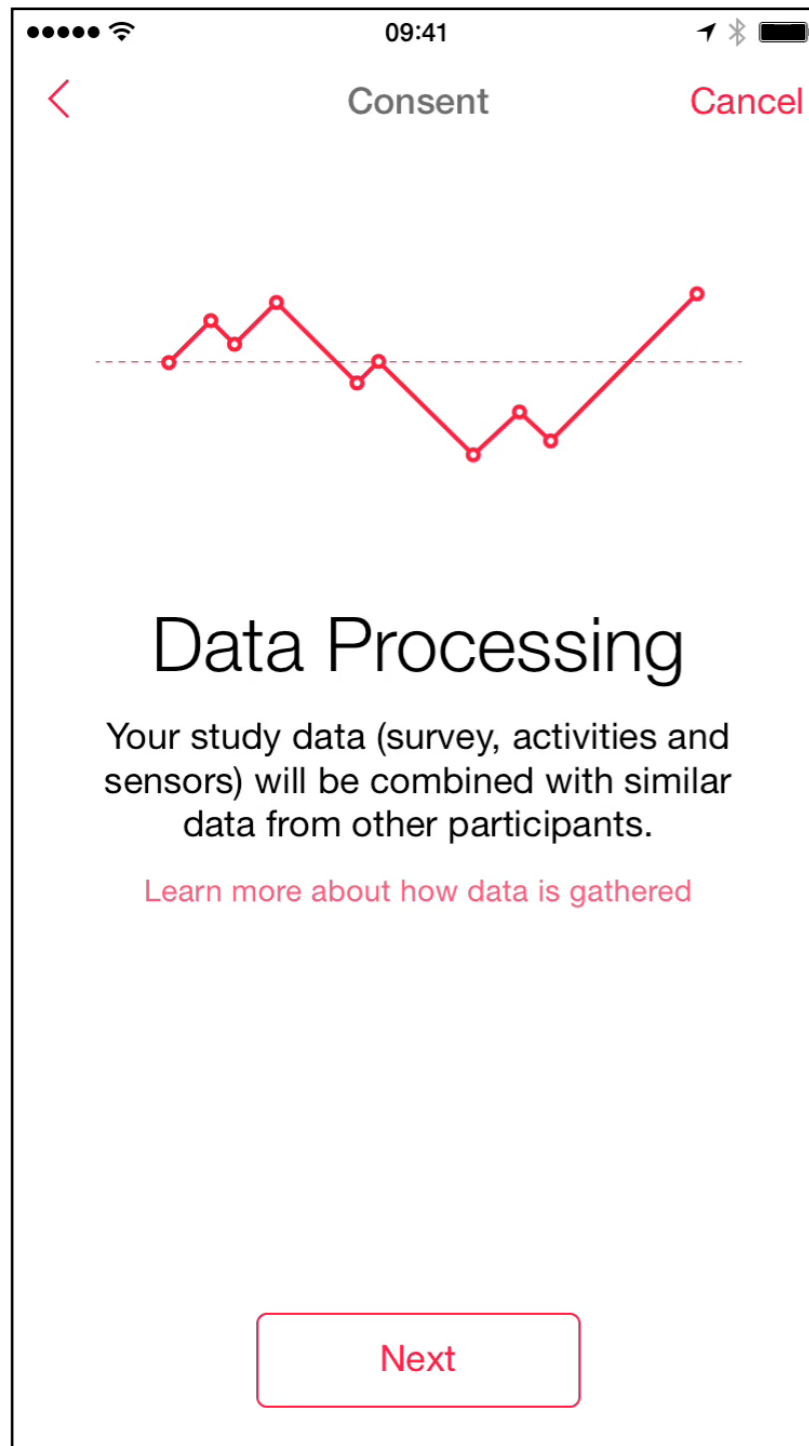 09:41
Consent
Cancel
Data Processing
Your study data (survey, activities and
sensors) will be combined with similar
data from other participants.
Learn more about how data is gathered
Next